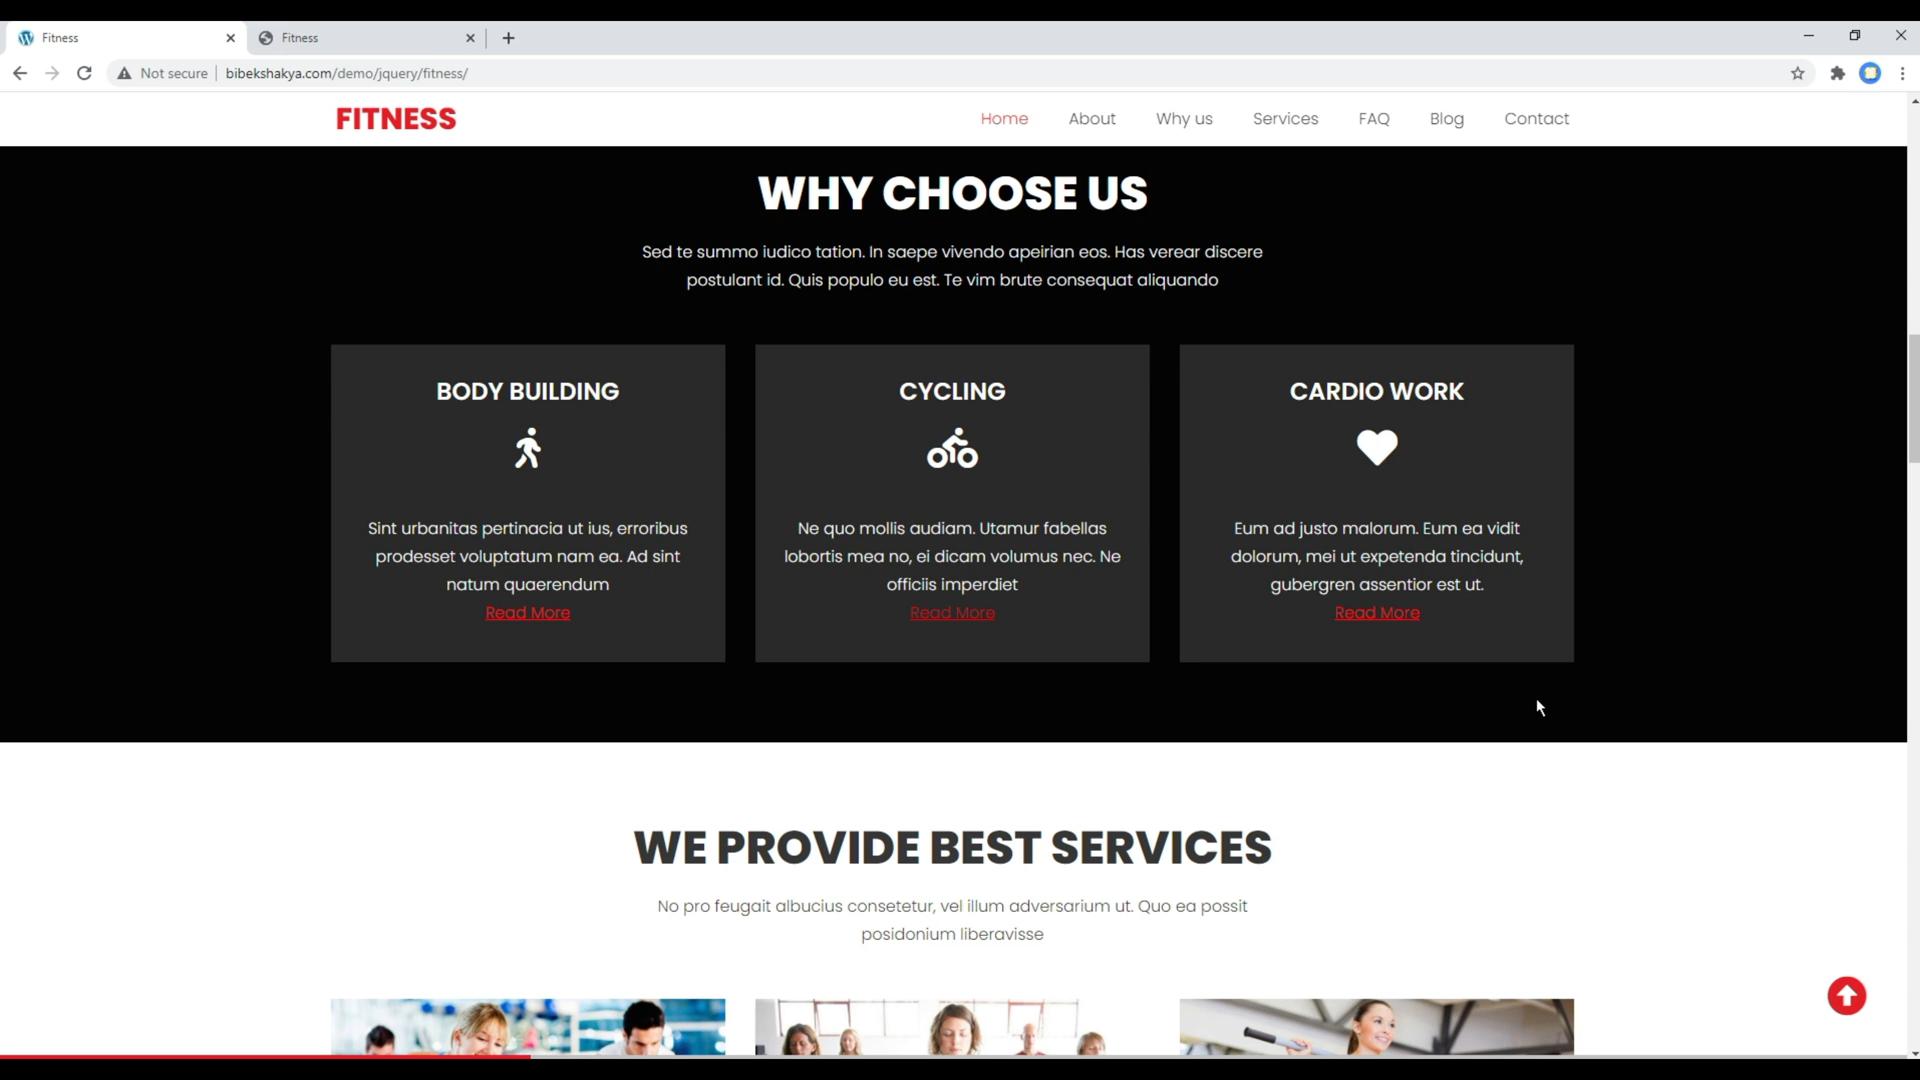 Fitness
Fitness
Not secure
bibekshakya.com/demo/jquery/fitness/
FITNESS
Home
About
Why us
Services
FAQ
Blog
Contact
WHY CHOOSE US
Sed te summo iudico tation. In saepe vivendo apeirian eos. Has verear discere
postulant id. Quis populo eu est. Te vim brute consequat aliquando
BODY BUILDING
Sint urbanitas pertinacia ut ius, erroribus
prodesset voluptatum nam ea. Ad sint
natum quaerendum
Read More
CYCLING
Ne quo mollis audiam. Utamur fabellas
lobortis mea no, ei dicam volumus nec. Ne
officiis imperdiet
Read More
CARDIO WORK
Eum ad justo malorum. Eum ea vidit
dolorum, mei ut expetenda tincidunt,
gubergren assentior est ut.
Read More
WE PROVIDE BEST SERVICES
No pro feugait albucius consetetur, vel illum adversarium ut. Quo ea possit
posidonium liberavisse